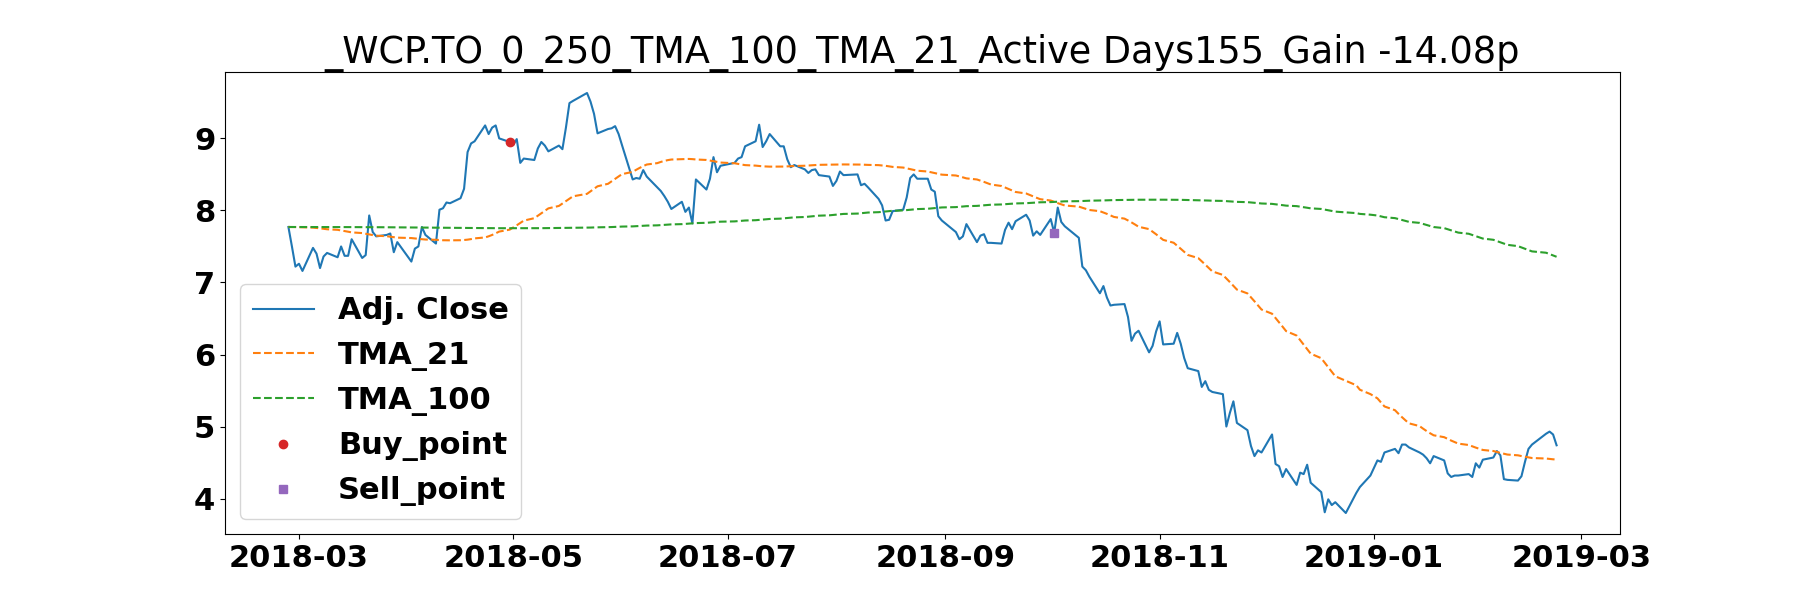 _WCP.TO_0_250_TMA_100_TMA_21_Active Days155_Gain -14.08p
9
8
7
6
5
4
Adj. Close
TMA_21
TMA_100
Buy_point
Sell_point
2018-03 2018-05 2018-07 2018-09 2018-11 2019-01 2019-03